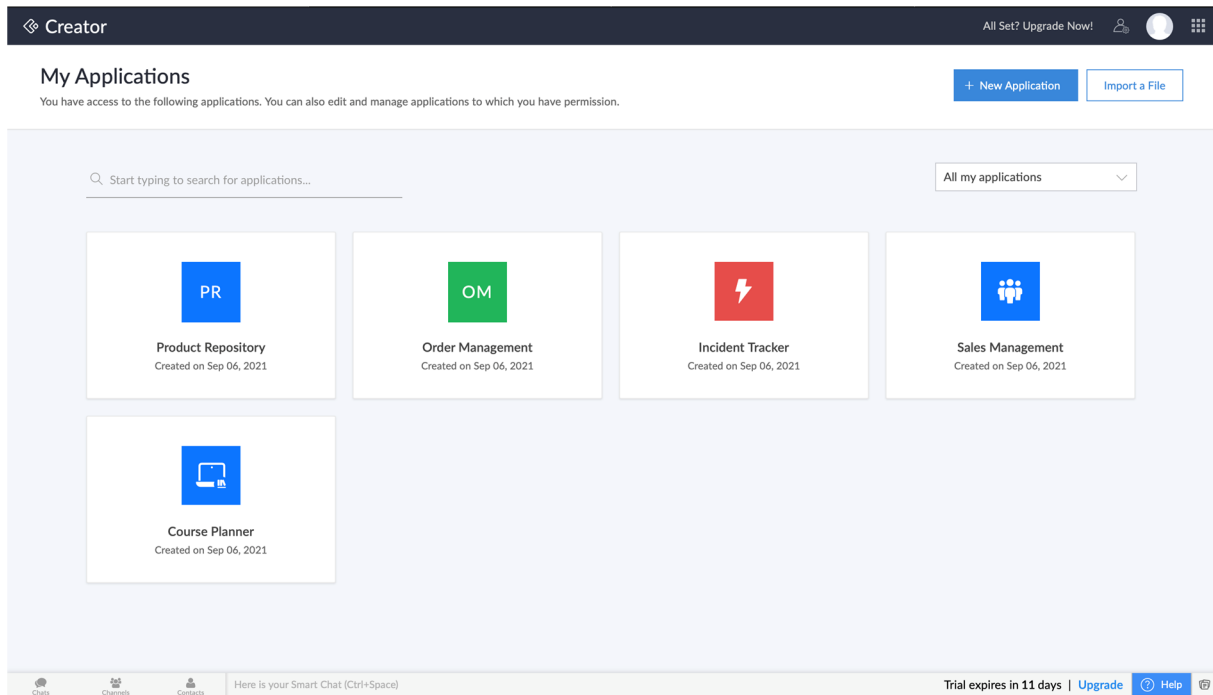 Creator
All Set? Upgrade Now!
My Applications
You have access to the following applications. You can also edit and manage applications to which you have permission.
+ New Application
Import a File
Start typing to search for applications...
All my applications
PR
Product Repository
Created on Sep 06, 2021
OM
Order Management
Created on Sep 06, 2021
Incident Tracker
Created on Sep 06, 2021
Sales Management
Created on Sep 06, 2021
Course Planner
Created on Sep 06, 2021
Chats
Channels
Contacts
Here is your Smart Chat (Ctrl+Space)
Trial expires in 11 days | Upgrade
? Help